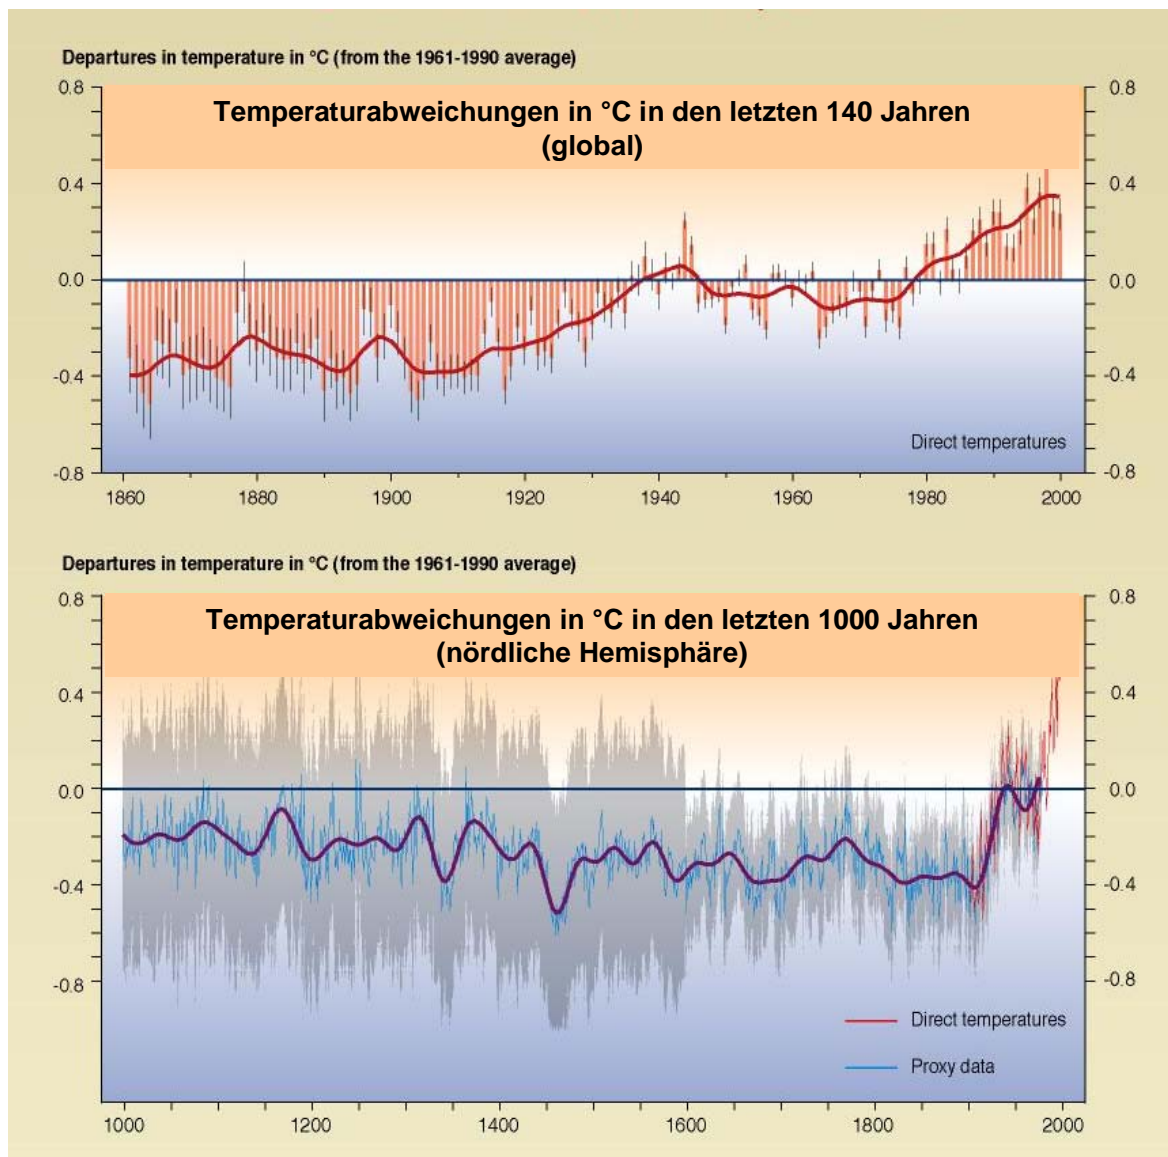 Departures in temperature in °C (from the 1961-1990 average)
Temperaturabweichungen in °C in den letzten 140 Jahren
(global)
0.8
0.8
0.4
0.4
0.0
0.0
-0.4
-0.4
-0.8
-0.8
Direct temperatures
1860 1880 1900 1920 1940 1960 1980 2000
Departures in temperature in °C (from the 1961-1990 average)
Temperaturabweichungen in °C in den letzten 1000 Jahren
(nördliche Hemisphäre)
0.8
0.8
0.4
0.4
0.0
0.0
-0.4
-0.4
-0.8
-0.8
Direct temperatures
Proxy data
1000 1200 1400 1600 1800 2000